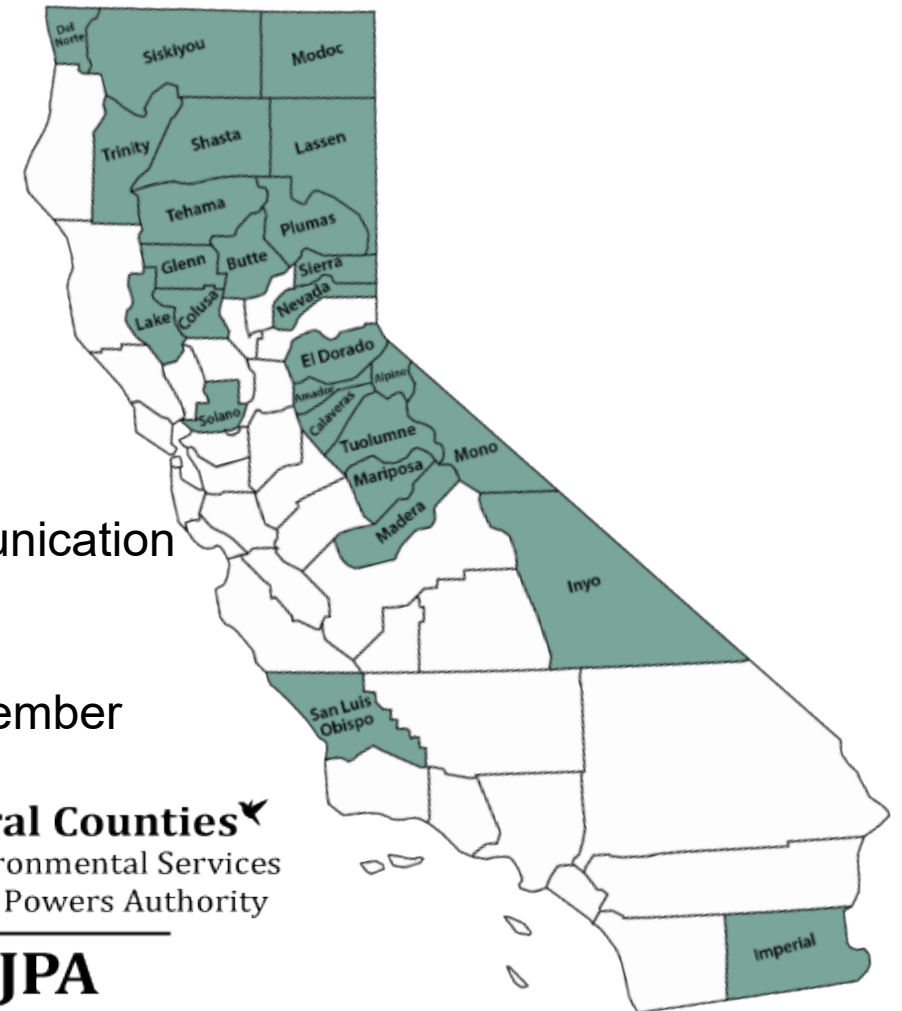 Del
Norte
Siskiyou
Modoc
Trinity
Shasta
Lassen
Tehama
Plumas
Glenn
Butte
Sierra
Nevada
Lake
Colusa
El Dorado
Alpine
Amador
Calaveras
Solano
Tuolumne
Mono
Mariposa
Madera
unication
Inyo
ember
San Luis
Obispo
ral Counties
ronmental Services
Powers Authority
JPA
Imperial